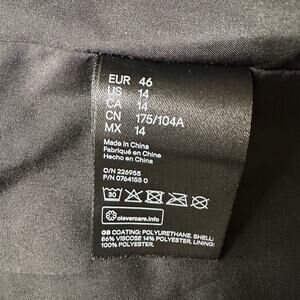 EUR 46
US 14
CA 14
CN 175/104A
MX 14
Made in China
Fabriqué en Chine
Hecho en China
O/N 226955
P/N 0764155 0
30
clevercare.info
GB COATING: POLYURETHANE. SHELL:
86% VISCOSE 14% POLYESTER. LINING:
100% POLYESTER.